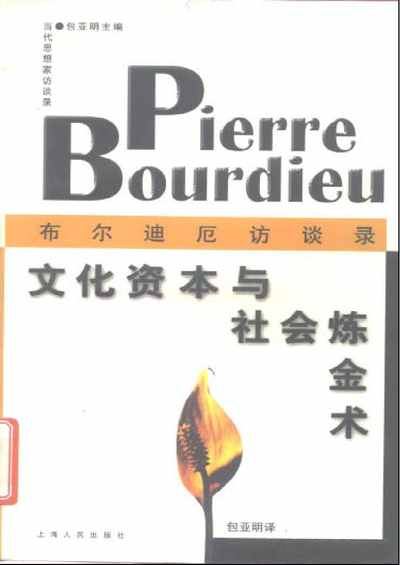 当代思想家访谈录
●包亚明主编
Pierre
Bourdieu
布尔迪厄访谈录
文化资本与
社会炼
金
术
上海人民出版社
包亚明译